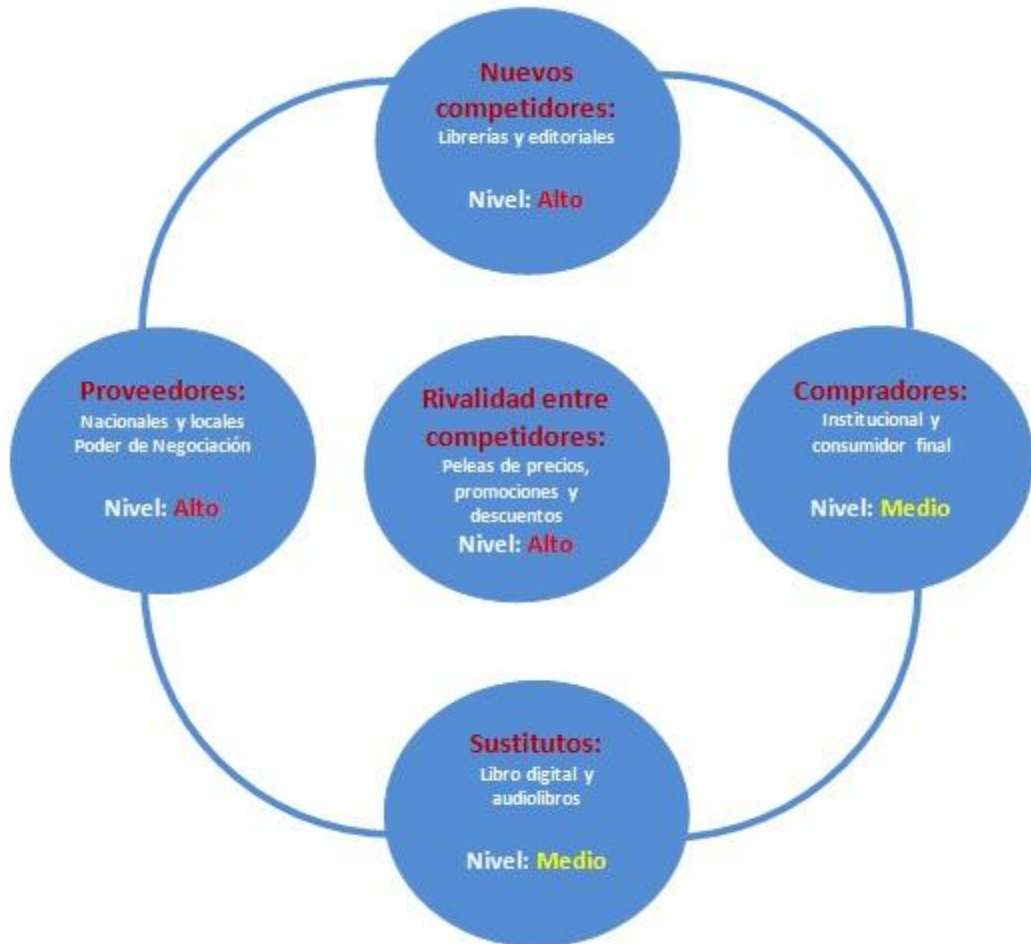 Nuevos
competidores:
Librerías y editoriales
Nivel: Alto
Proveedores:
Nacionales y locales
Poder de Negociación
Nivel: Alto
Rivalidad entre
competidores:
Peleas de precios,
promociones y
descuentos
Nivel: Alto
Compradores:
Institucional y
consumidor final
Nivel: Medio
Sustitutos:
Libro digital y
audiolibros
Nivel: Medio